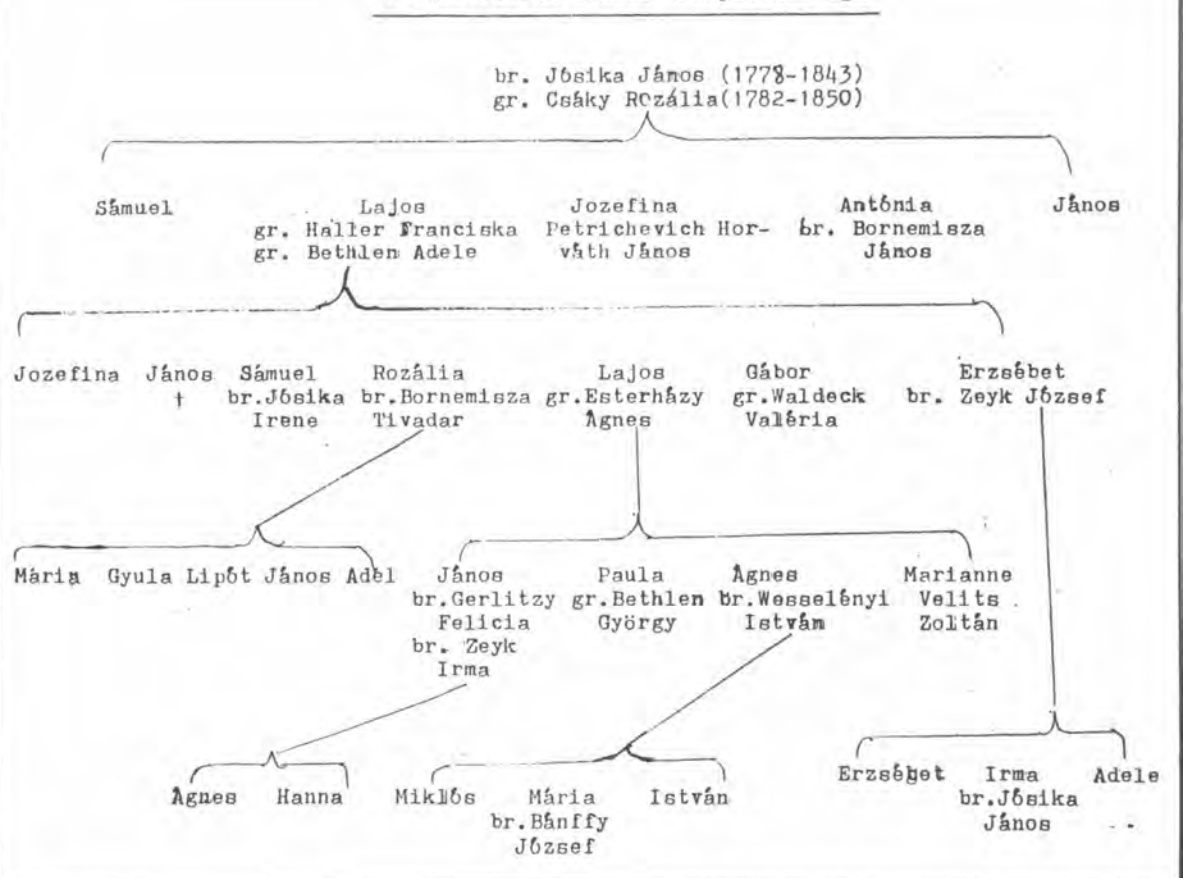 br. Jósika János (1778-1843)
gr. Csáky Rozália(1782-1850)
Sámuel Lajos Jozefina Antónia János
gr. Haller Franciska Petrichevich Hor- br. Bornemisza
gr. Bethlen Adele váth János János
Jozefina János Sámuel Rozália Lajos Gábor Erzsébet
† br.Jósika br.Bornemisza gr.Esterházy gr.Waldeck br. Zeyk József
Irene Tivadar Ágnes Valéria
Mária Gyula Lipót János Adél János Paula Ágnes Marianne
br.Gerlitzy gr.Bethlen br.Wesselényi Velits
Felicia György István Zoltán
br. Zeyk
Irma
Erzsébet Irma Adele
Ágnes Hanna Miklós Mária István br.Jósika
br.Bánffy János
József